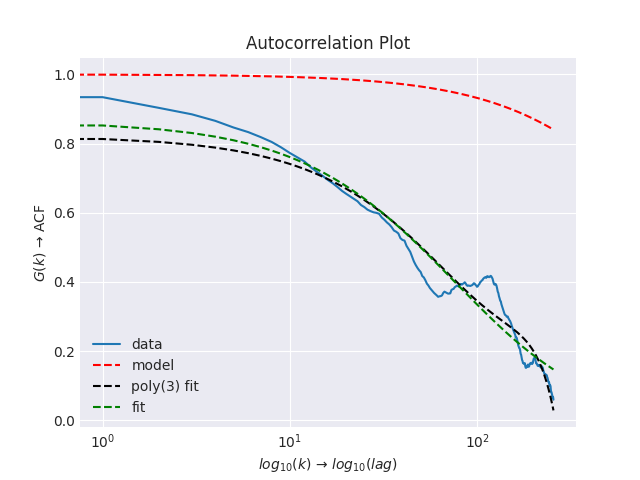 Autocorrelation Plot
1.0
0.8
0.6
0.4
0.2
0.0
G(k) → ACF
data
model
poly(3) fit
fit
10⁰ 10¹ 10²
log₁₀(k) → log₁₀(lag)